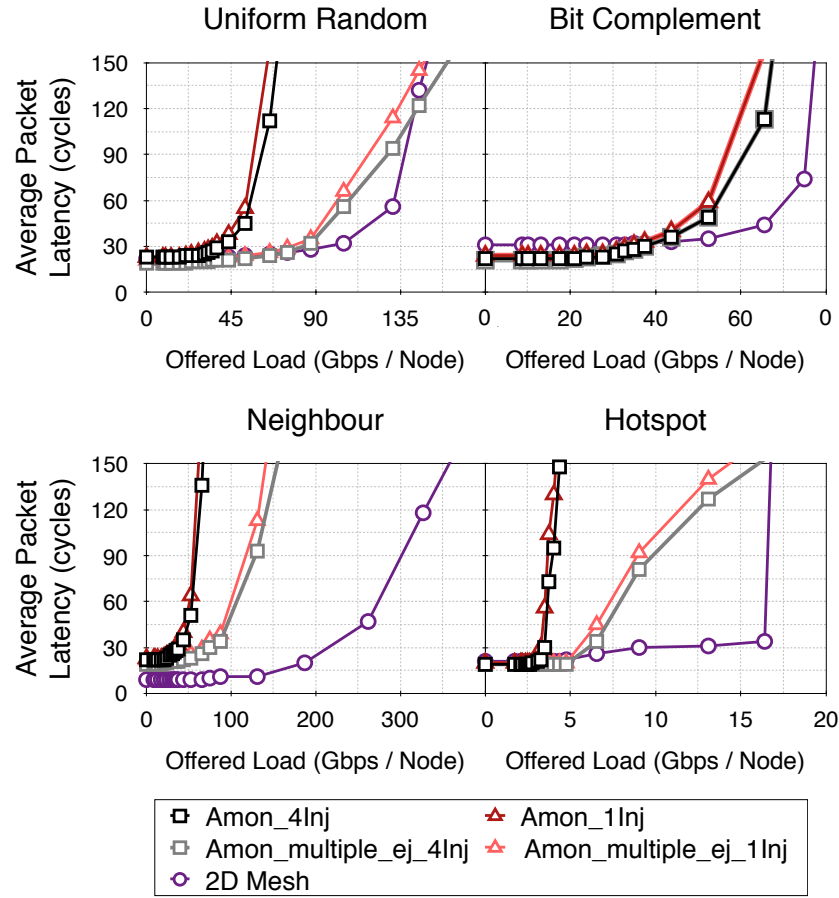 Uniform Random
Bit Complement
Average Packet
Latency (cycles)
150
120
90
60
30
0
0 45 90 135
0 20 40 60 0
Offered Load (Gbps / Node)
Offered Load (Gbps / Node)
Neighbour
Hotspot
Average Packet
Latency (cycles)
150
120
90
60
30
0
0 100 200 300
0 5 10 15 20
Offered Load (Gbps / Node)
Offered Load (Gbps / Node)
Amon_4Inj
Amon_1Inj
Amon_multiple_ej_4Inj
Amon_multiple_ej_1Inj
2D Mesh